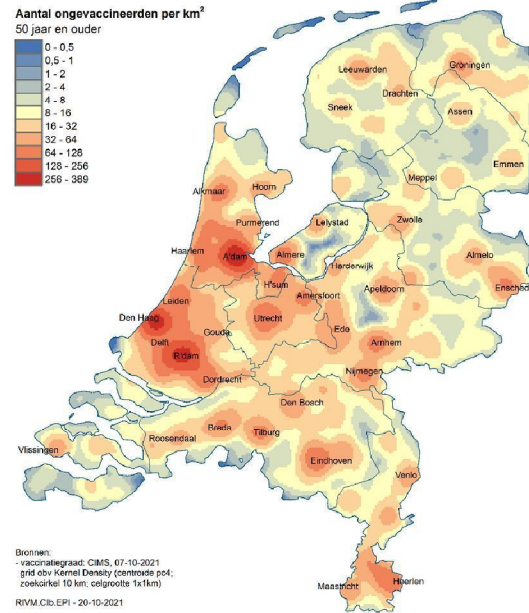 Aantal ongevaccineerden per km²
50 jaar en ouder
0 - 0,5
0,5 - 1
1 - 2
2 - 4
4 - 8
8 - 16
16 - 32
32 - 64
64 - 128
128 - 256
256 - 389
Groningen
Leeuwarden
Drachten
Sneek
Assen
Emmen
Meppel
Hoorn
Alkmaar
Zwolle
Purmerend
Lelystad
Haarlem
A'dam
Almere
Almelo
Harderwijk
H'sum
Apeldoorn
Ensched
Amersfoort
Leiden
Den Haag
Utrecht
Gouda
Ede
Delft
Arnhem
R'dam
Dordrecht
Nijmegen
Den Bosch
Breda
Tilburg
Roosendaal
Vlissingen
Eindhoven
Venlo
Bronnen:
- vaccinatiegraad: CIMS, 07-10-2021
grid obv Kernel Density (centroide pc4;
zoekcirkel 10 km; celgrootte 1x1km)
Heerlen
Maastricht
RIVM.CIb.EPI - 20-10-2021